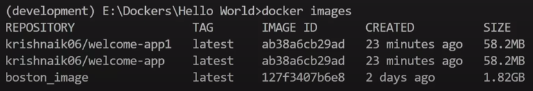 (development) E:\Dockers\Hello World>docker images
REPOSITORY TAG IMAGE ID CREATED SIZE
krishnaik06/welcome-app1 latest ab38a6cb29ad 23 minutes ago 58.2MB
krishnaik06/welcome-app latest ab38a6cb29ad 23 minutes ago 58.2MB
boston_image latest 127f3407b6e8 2 days ago 1.82GB